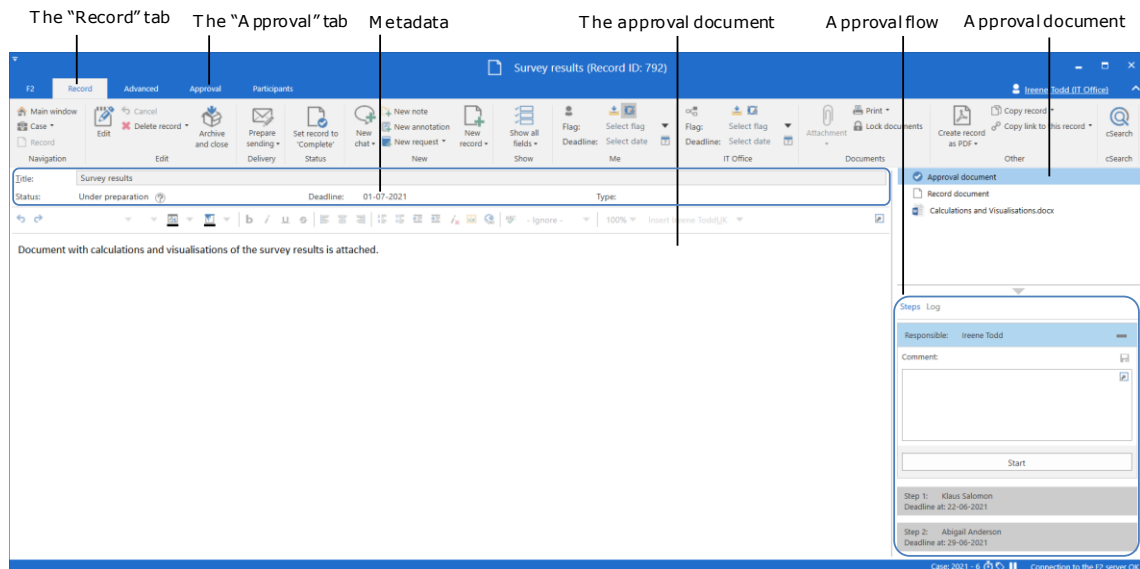 The “Record” tab The “Approval” tab Metadata The approval document Approval flow Approval document
Survey results (Record ID: 792)
F2 Record Advanced Approval Participants Ireene Todd (IT Office)
Main window
Case
Record
Navigation
Edit
Cancel
Delete record
Archive and close
Edit
Prepare sending
Delivery
Set record to 'Complete'
Status
New chat
New note
New annotation
New request
New record
New
Show all fields
Show
Flag: Select flag
Deadline: Select date
Me
Flag: Select flag
Deadline: Select date
IT Office
Attachment
Print
Lock documents
Documents
Create record as PDF
Copy record
Copy link to this record
Other
cSearch
cSearch
Title: Survey results
Status: Under preparation Deadline: 01-07-2021 Type:
b / u - Ignore - 100% Insert Ireene Todd UK
Document with calculations and visualisations of the survey results is attached.
Approval document
Record document
Calculations and Visualisations.docx
Steps Log
Responsible: Ireene Todd
Comment:
Start
Step 1: Klaus Salomon
Deadline at: 22-06-2021
Step 2: Abigail Anderson
Deadline at: 29-06-2021
Case: 2021 - 6 Connection to the F2 server OK